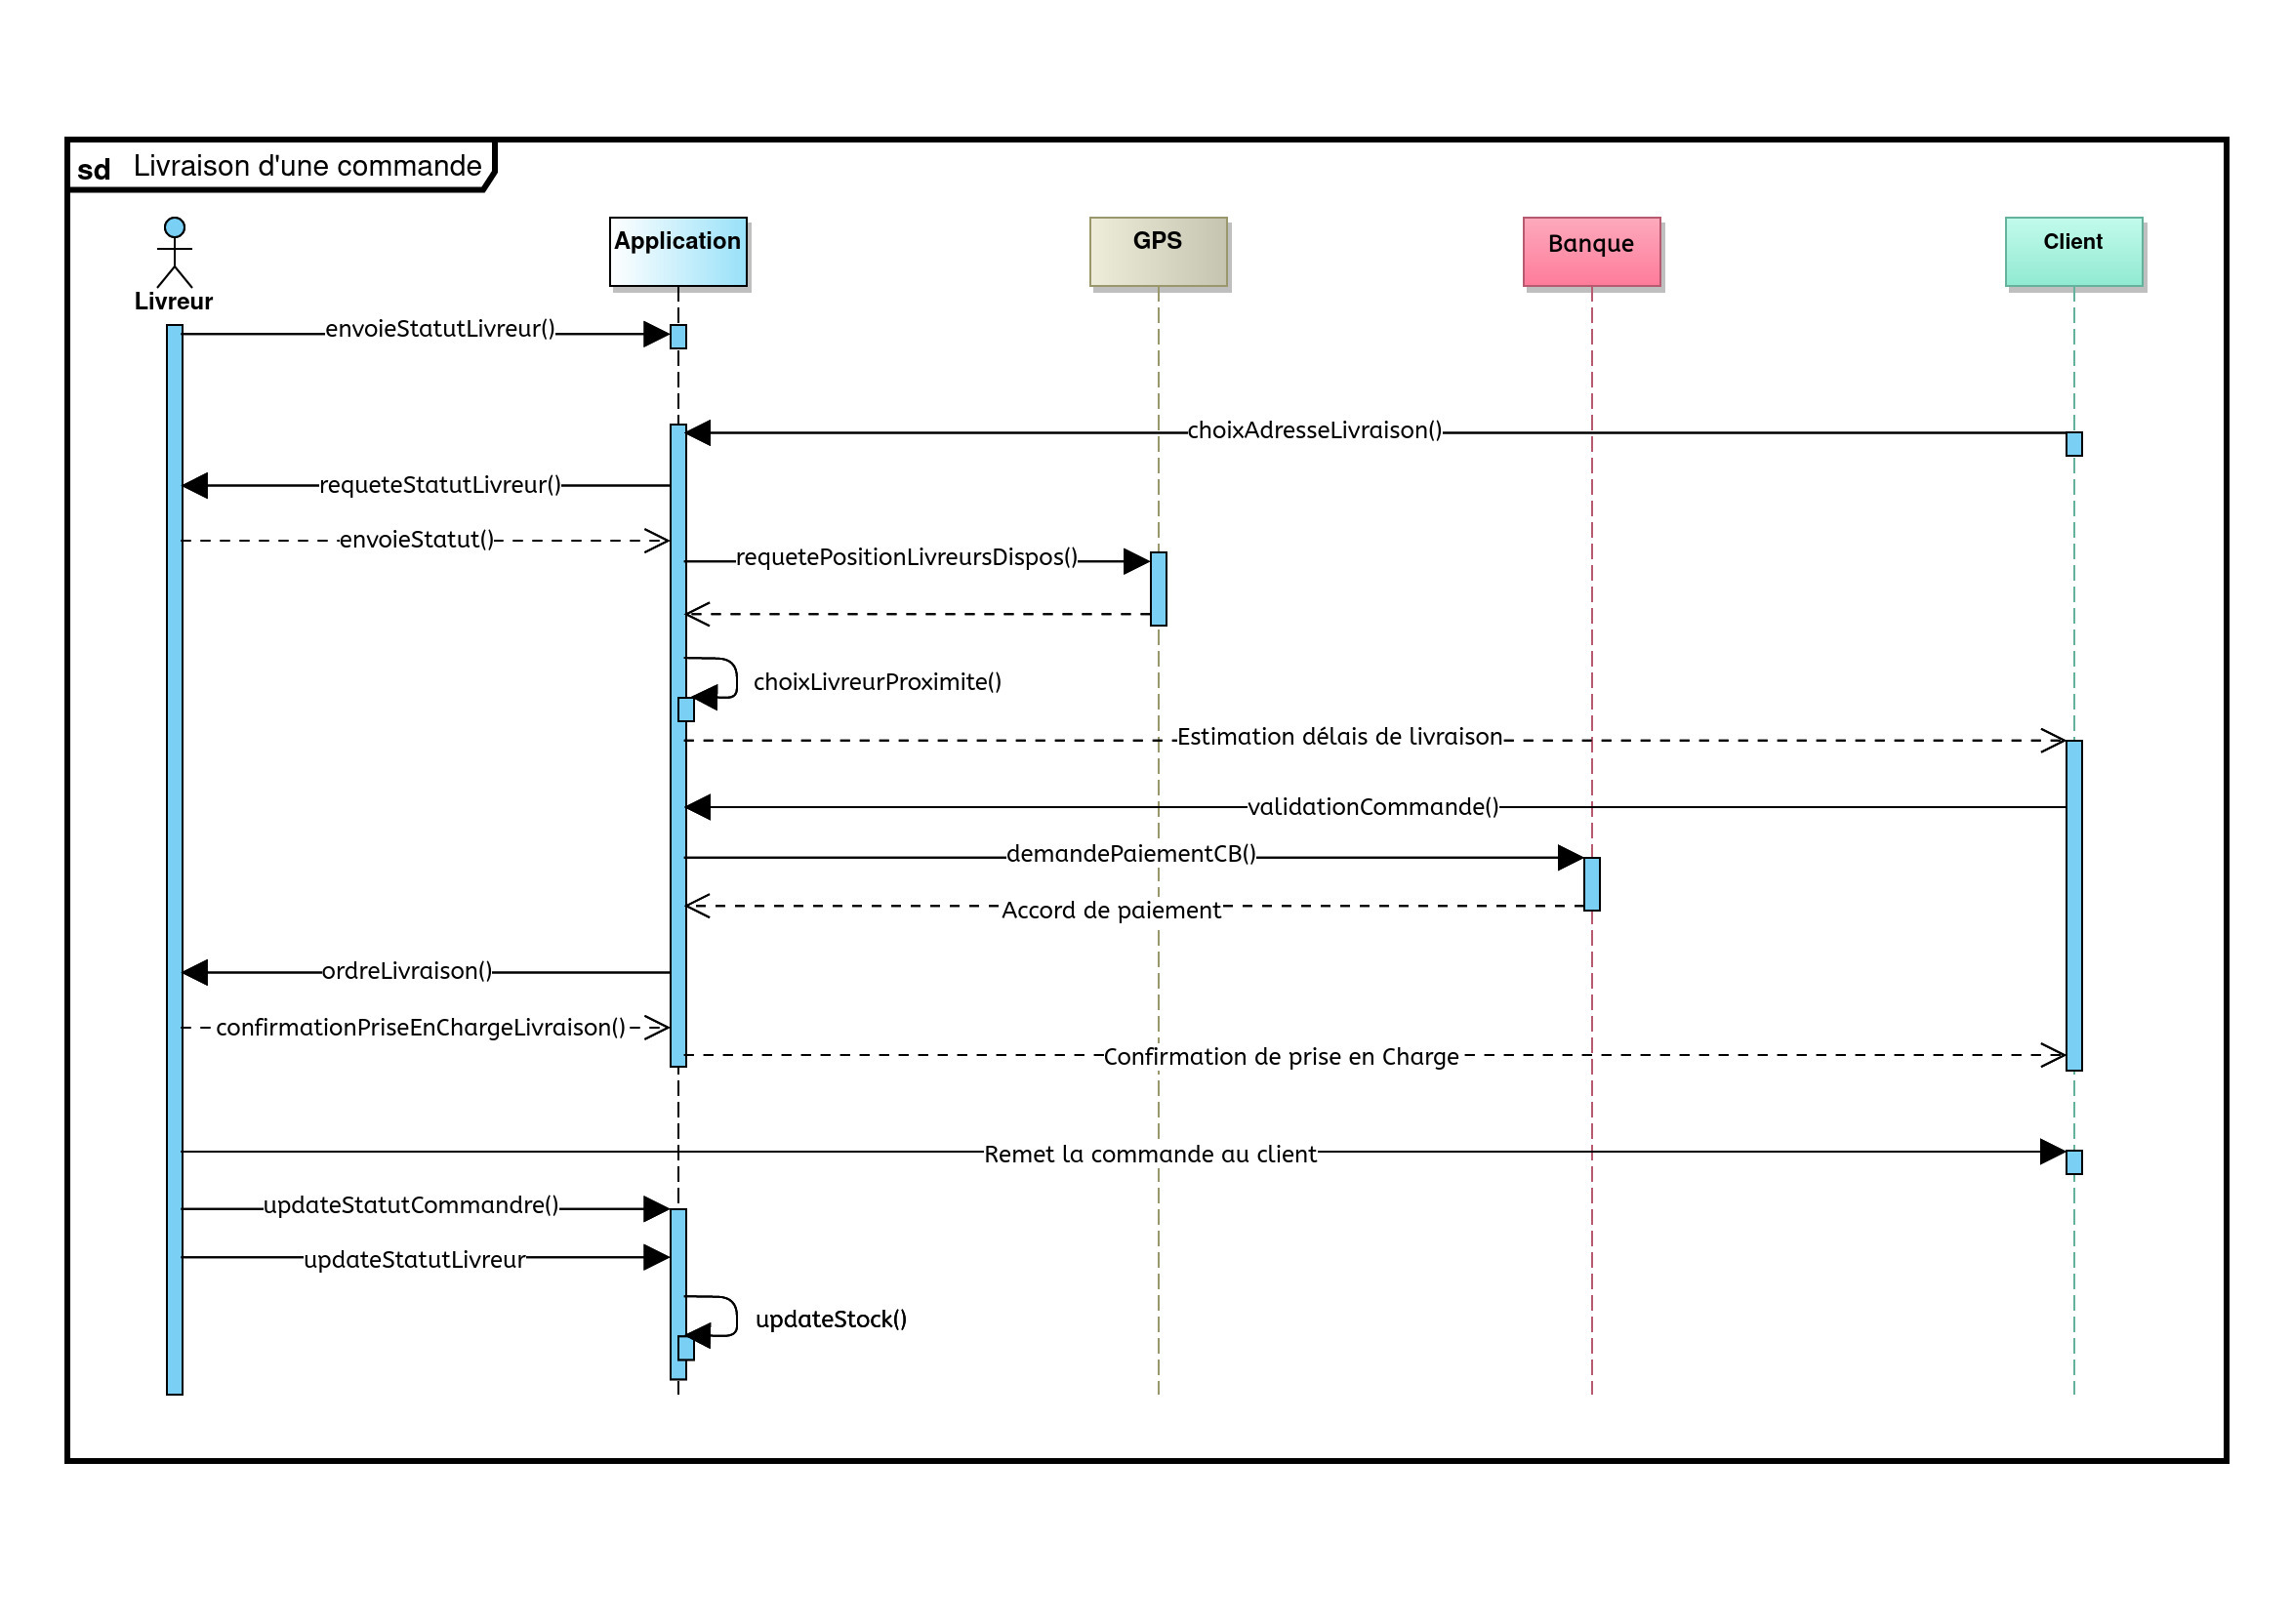 sd Livraison d'une commande
Livreur
Application
GPS
Banque
Client
envoieStatutLivreur()
choixAdresseLivraison()
requeteStatutLivreur()
envoieStatut()
requetePositionLivreursDispos()
choixLivreurProximite()
Estimation délais de livraison
validationCommande()
demandePaiementCB()
Accord de paiement
ordreLivraison()
confirmationPriseEnChargeLivraison()
Confirmation de prise en Charge
Remet la commande au client
updateStatutCommandre()
updateStatutLivreur
updateStock()